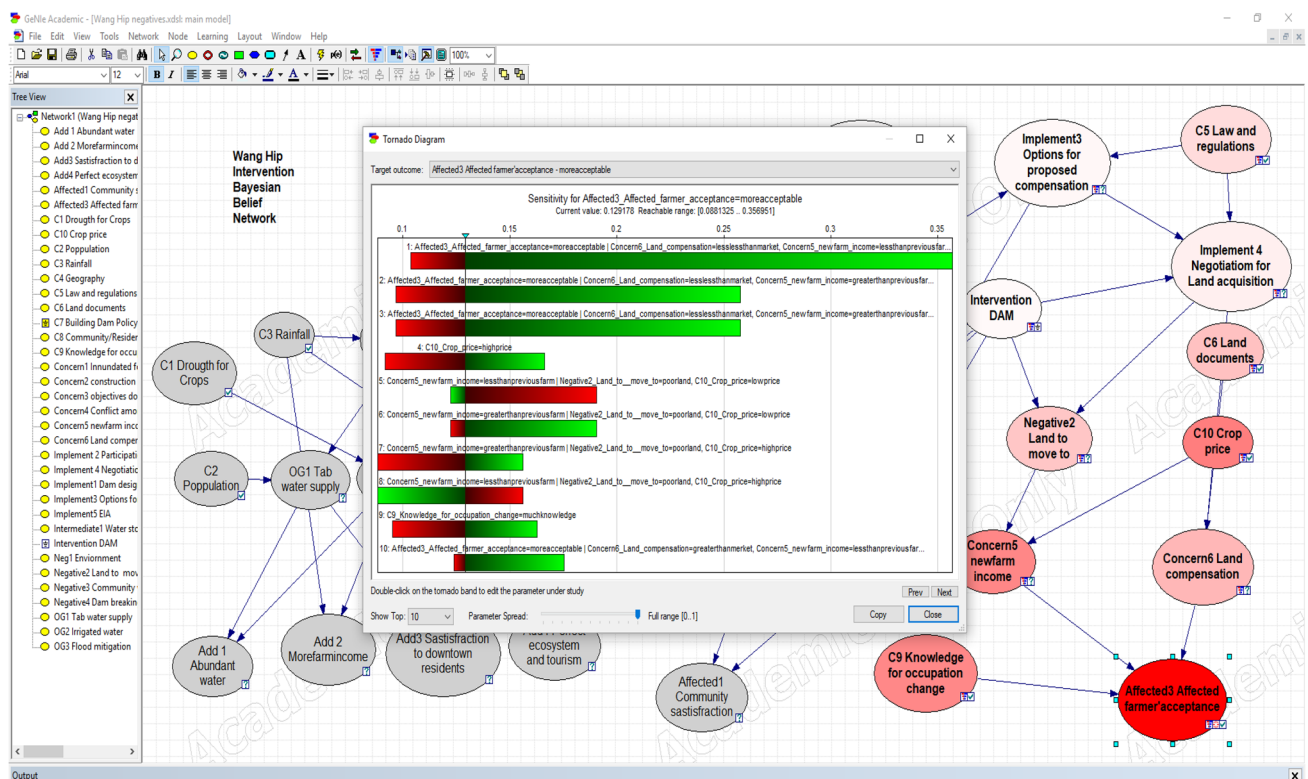 GeNIe Academic - [Wang Hip negatives.xdsl: main model]
File Edit View Tools Network Node Learning Layout Window Help
100%
Arial 12 B I
Tree View
Network1 (Wang Hip negat
Add 1 Abundant water
Add 2 Morefarmincome
Add3 Sastisfraction to d
Add4 Perfect ecosystem
Affected1 Community s
Affected3 Affected farm
C1 Drougth for Crops
C10 Crop price
C2 Poppulation
C3 Rainfall
C4 Geography
C5 Law and regulations
C6 Land documents
C7 Building Dam Policy
C8 Community/Resider
C9 Knowledge for occu
Concern1 Innundated f
Concern2 construction
Concern3 objectives do
Concern4 Conflict amo
Concern5 newfarm inco
Concern6 Land comper
Implement 2 Participati
Implement 4 Negotiatic
Implement1 Dam desig
Implement3 Options fo
Implement5 EIA
Intermediate1 Water stc
Intervention DAM
Neg1 Enviornment
Negative2 Land to mov
Negative3 Community
Negative4 Dam breakin
OG1 Tab water supply
OG2 Irrigated water
OG3 Flood mitigation
Wang Hip
Intervention
Bayesian
Belief
Network
C3 Rainfall
C1 Drougth for
Crops
C2
Poppulation
OG1 Tab
water supply
Add 1
Abundant
water
Add 2
Morefarmincome
Add3 Sastisfraction
to downtown
residents
ecosystem
and tourism
Affected1
Community
sastisfraction
Tornado Diagram
Target outcome: Affected3 Affected farmer'acceptance - moreacceptable
Sensitivity for Affected3_Affected_farmer_acceptance=moreacceptable
Current value: 0.129178 Reachable range: [0.0881325 .. 0.356951]
0.1 0.15 0.2 0.25 0.3 0.35
1: Affected3_Affected_farmer_acceptance=moreacceptable | Concern6_Land_compensation=lesslessthanmarket, Concern5_newfarm_income=lessthanpreviousfar...
2: Affected3_Affected_farmer_acceptance=moreacceptable | Concern6_Land_compensation=lesslessthanmarket, Concern5_newfarm_income=greaterthanpreviousfar...
3: Affected3_Affected_farmer_acceptance=moreacceptable | Concern6_Land_compensation=lesslessthanmarket, Concern5_newfarm_income=greaterthanpreviousfar...
4: C10_Crop_price=highprice
5: Concern5_newfarm_income=lessthanpreviousfarm | Negative2_Land_to__move_to=poorland, C10_Crop_price=lowprice
6: Concern5_newfarm_income=greaterthanpreviousfarm | Negative2_Land_to__move_to=poorland, C10_Crop_price=lowprice
7: Concern5_newfarm_income=greaterthanpreviousfarm | Negative2_Land_to__move_to=poorland, C10_Crop_price=highprice
8: Concern5_newfarm_income=lessthanpreviousfarm | Negative2_Land_to__move_to=poorland, C10_Crop_price=highprice
9: C9_Knowledge_for_occupation_change=muchknowledge
10: Affected3_Affected_farmer_acceptance=moreacceptable | Concern6_Land_compensation=greaterthanmerket, Concern5_newfarm_income=lessthanpreviousfar...
Double-click on the tornado band to edit the parameter under study
Prev Next
Show Top: 10 Parameter Spread: Full range [0..1] Copy Close
Implement3
Options for
proposed
compensation
C5 Law and
regulations
Implement 4
Negotiatiom for
Land acquisition
Intervention
DAM
C6 Land
documents
Negative2
Land to
move to
C10 Crop
price
Concern5
newfarm
income
Concern6 Land
compensation
C9 Knowledge
for occupation
change
Affected3 Affected
farmer'acceptance
Output